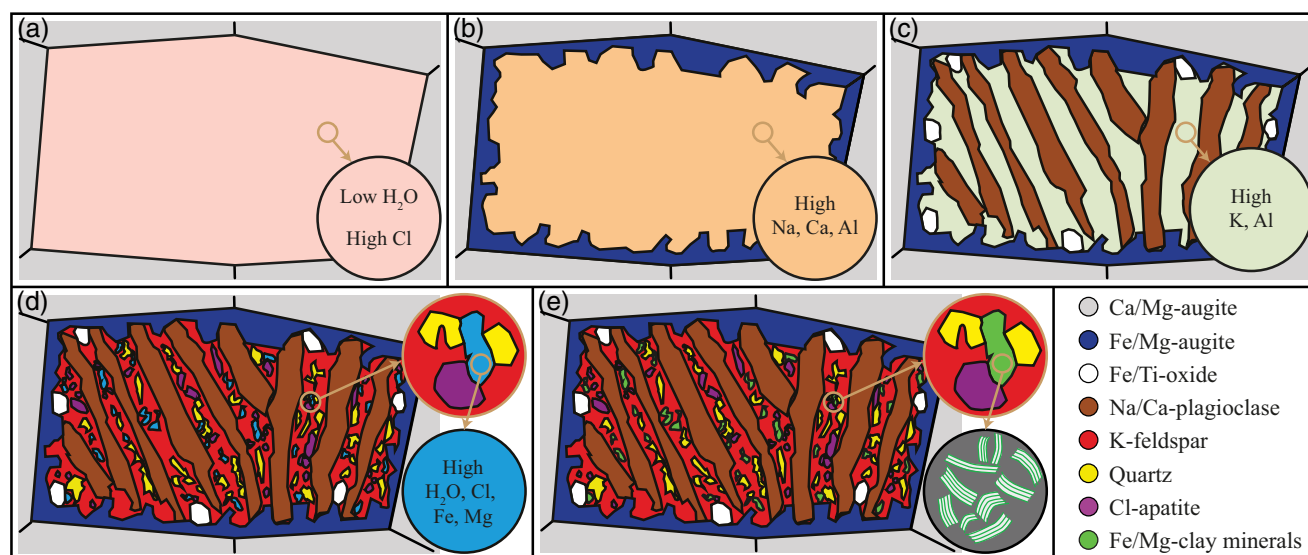 (a)
Low H₂O
High Cl
(b)
High
Na, Ca, Al
(c)
High
K, Al
(d)
High
H₂O, Cl,
Fe, Mg
(e)
Ca/Mg-augite
Fe/Mg-augite
Fe/Ti-oxide
Na/Ca-plagioclase
K-feldspar
Quartz
Cl-apatite
Fe/Mg-clay minerals